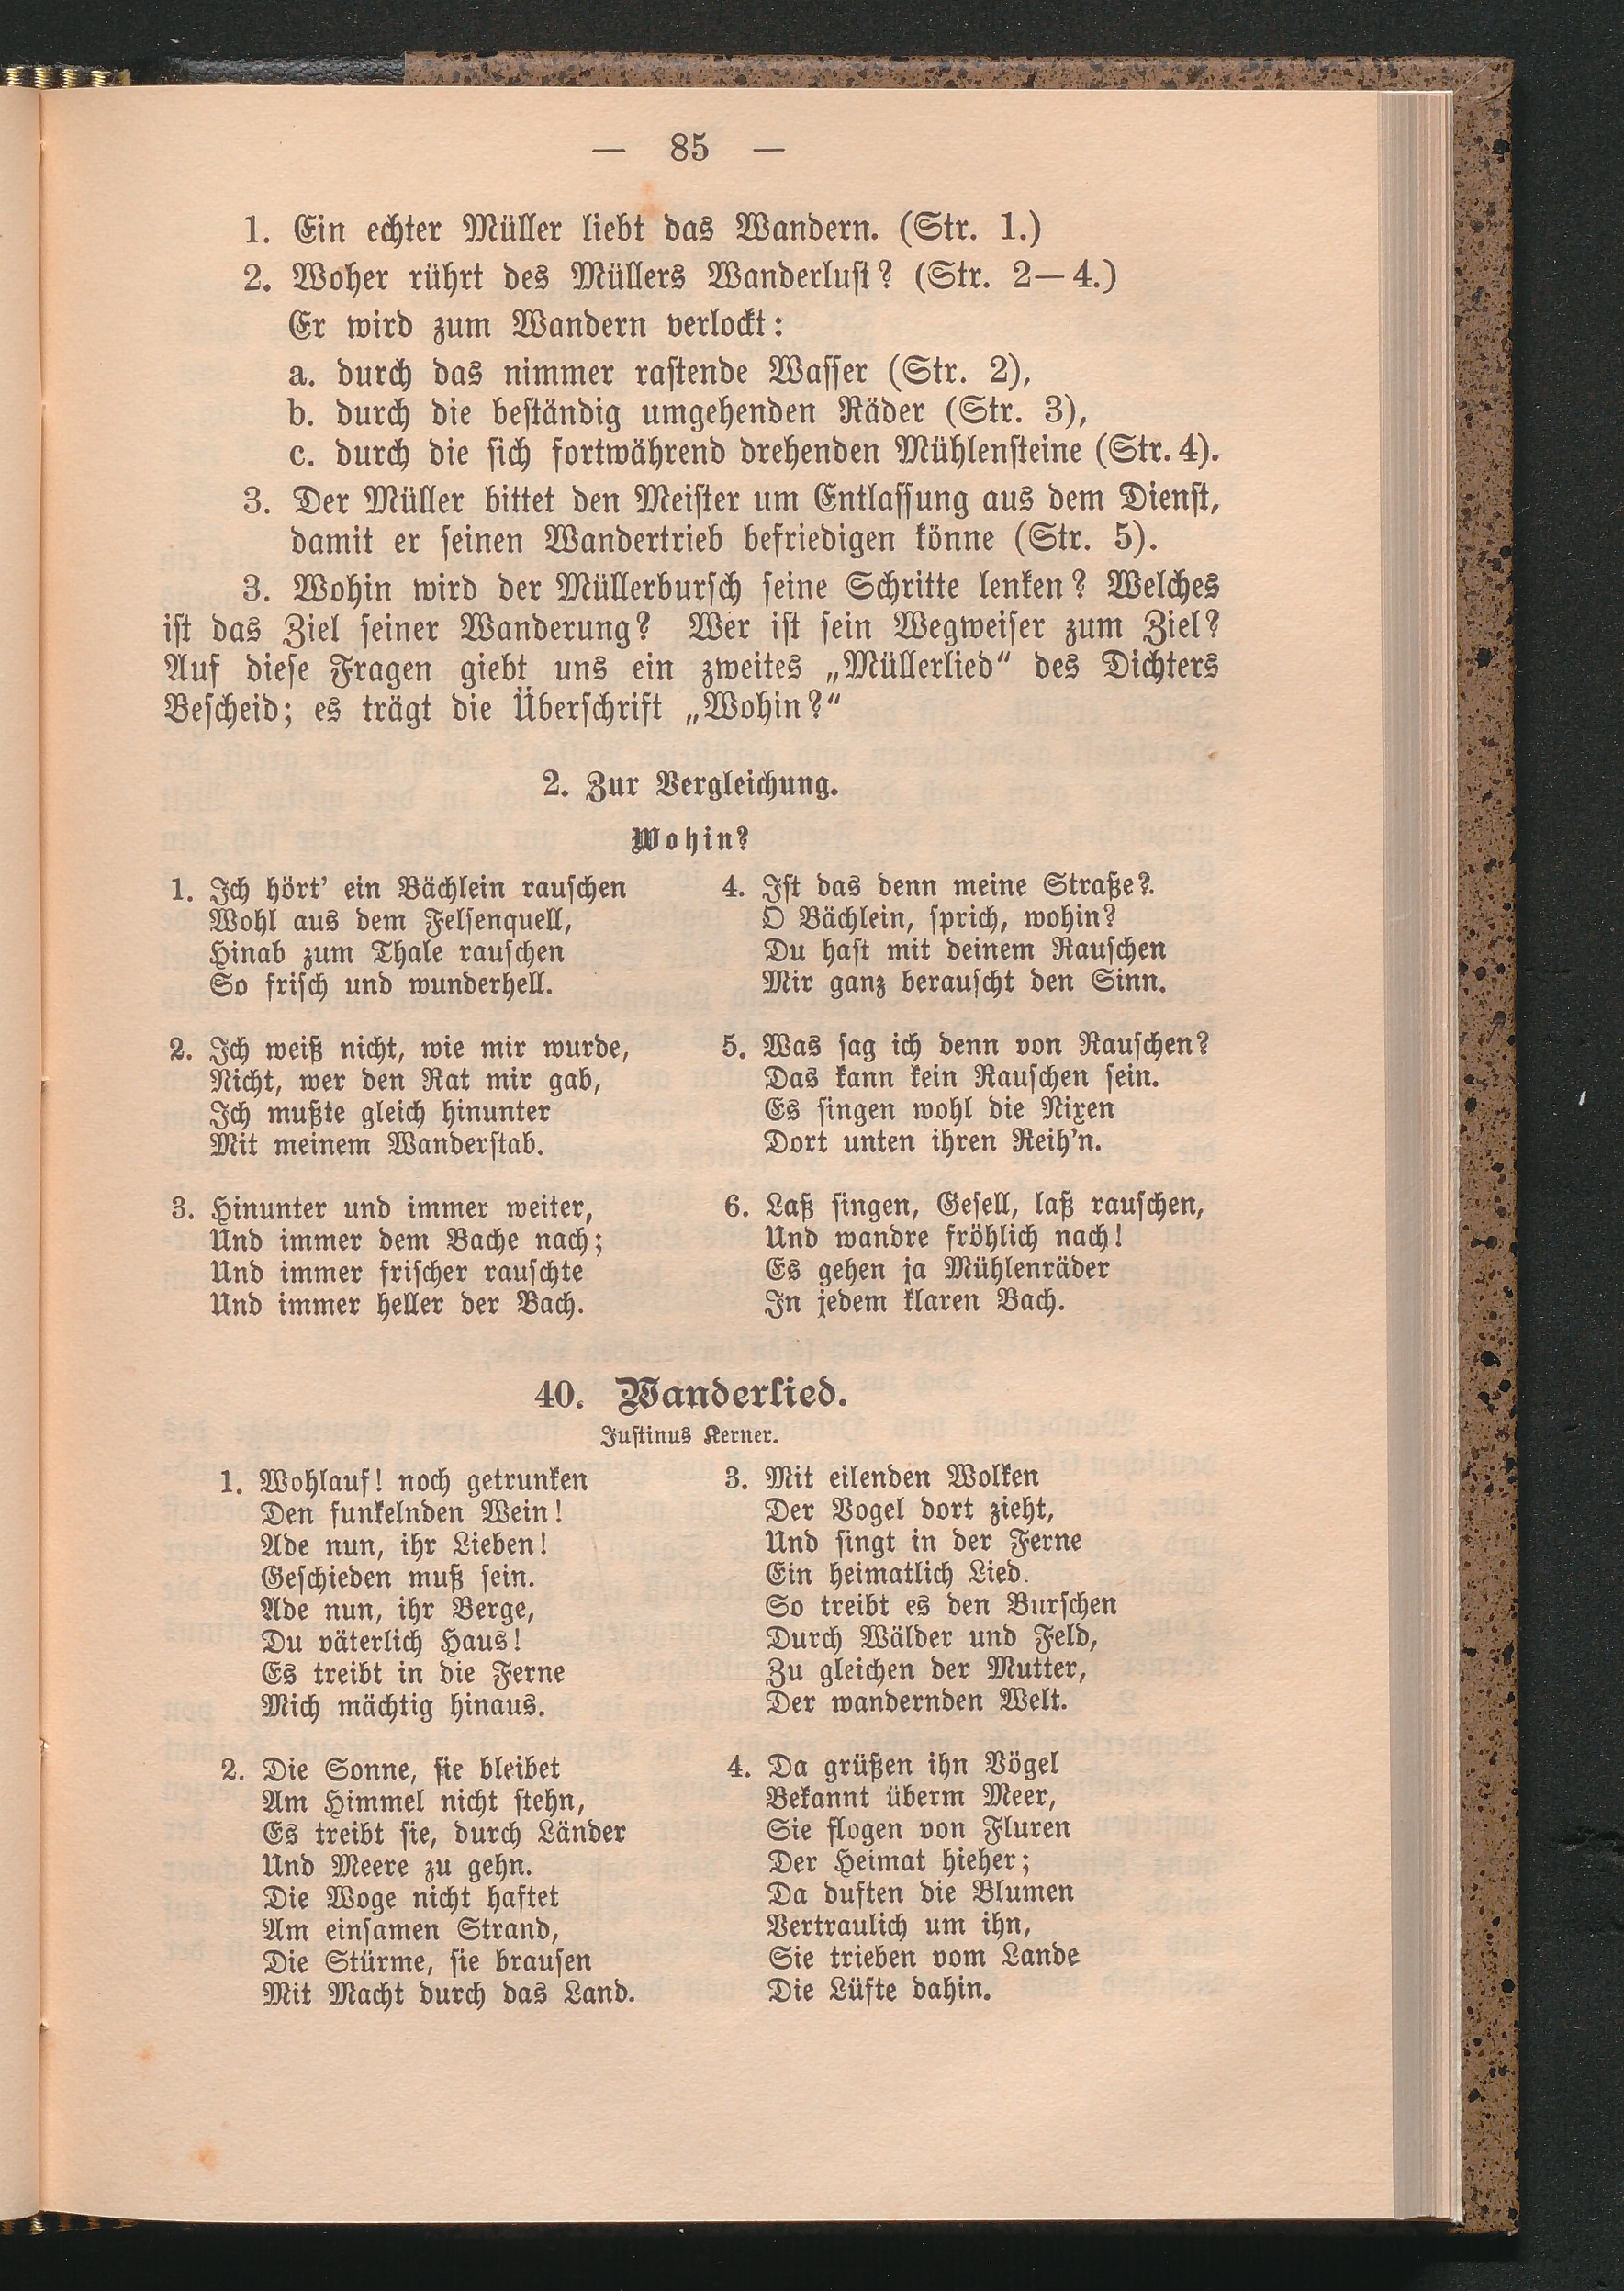 — 85 —
1. Ein echter Müller liebt das Wandern. (Str. 1.)
2. Woher rührt des Müllers Wanderlust? (Str. 2—4.)
Er wird zum Wandern verlockt:
a. durch das nimmer rastende Wasser (Str. 2),
b. durch die beständig umgehenden Räder (Str. 3),
c. durch die sich fortwährend drehenden Mühlensteine (Str. 4).
3. Der Müller bittet den Meister um Entlassung aus dem Dienst,
damit er seinen Wandertrieb befriedigen könne (Str. 5).
3. Wohin wird der Müllerbursch seine Schritte lenken? Welches
ist das Ziel seiner Wanderung? Wer ist sein Wegweiser zum Ziel?
Auf diese Fragen giebt uns ein zweites „Müllerlied“ des Dichters
Bescheid; es trägt die Überschrift „Wohin?“
2. Zur Vergleichung.
Wohin?
1. Ich hört' ein Bächlein rauschen
Wohl aus dem Felsenquell,
Hinab zum Thale rauschen
So frisch und wunderhell.
2. Ich weiß nicht, wie mir wurde,
Nicht, wer den Rat mir gab,
Ich mußte gleich hinunter
Mit meinem Wanderstab.
3. Hinunter und immer weiter,
Und immer dem Bache nach;
Und immer frischer rauschte
Und immer heller der Bach.
4. Ist das denn meine Straße?
O Bächlein, sprich, wohin?
Du hast mit deinem Rauschen
Mir ganz berauscht den Sinn.
5. Was sag ich denn von Rauschen?
Das kann kein Rauschen sein.
Es singen wohl die Nixen
Dort unten ihren Reih'n.
6. Laß singen, Gesell, laß rauschen,
Und wandre fröhlich nach!
Es gehen ja Mühlenräder
In jedem klaren Bach.
40. Wanderlied.
Justinus Kerner.
1. Wohlauf! noch getrunken
Den funkelnden Wein!
Ade nun, ihr Lieben!
Geschieden muß sein.
Ade nun, ihr Berge,
Du väterlich Haus!
Es treibt in die Ferne
Mich mächtig hinaus.
2. Die Sonne, sie bleibet
Am Himmel nicht stehn,
Es treibt sie, durch Länder
Und Meere zu gehn.
Die Woge nicht haftet
Am einsamen Strand,
Die Stürme, sie brausen
Mit Macht durch das Land.
3. Mit eilenden Wolken
Der Vogel dort zieht,
Und singt in der Ferne
Ein heimatlich Lied.
So treibt es den Burschen
Durch Wälder und Feld,
Zu gleichen der Mutter,
Der wandernden Welt.
4. Da grüßen ihn Vögel
Bekannt überm Meer,
Sie flogen von Fluren
Der Heimat hieher;
Da duften die Blumen
Vertraulich um ihn,
Sie trieben vom Lande
Die Lüfte dahin.